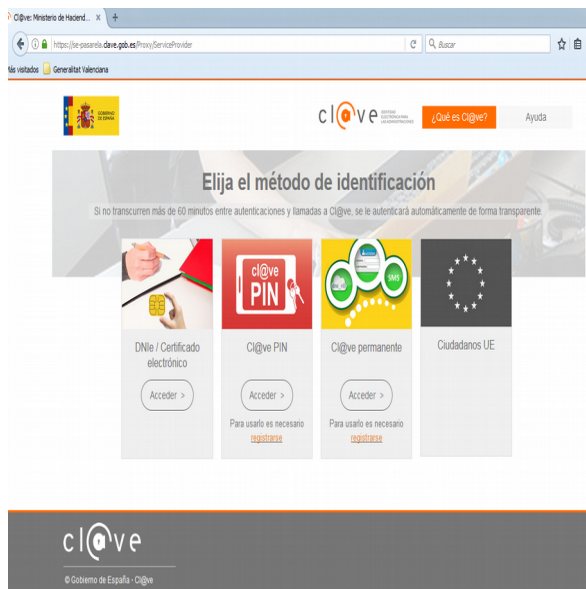 Cl@ve: Ministerio de Haciend... x +
https://se-pasarela.clave.gob.es/Proxy/ServiceProvider
Buscar
Más visitados Generalitat Valenciana
GOBIERNO
DE ESPAÑA
cl@ve IDENTIDAD
ELECTRÓNICA PARA
LAS ADMINISTRACIONES
¿Qué es Cl@ve? Ayuda
Elija el método de identificación
Si no transcurren más de 60 minutos entre autenticaciones y llamadas a Cl@ve, se le autenticará automáticamente de forma transparente.
cl@ve
PIN
SMS
DNIe / Certificado
electrónico
Acceder >
Cl@ve PIN
Acceder >
Para usarlo es necesario
registrarse
Cl@ve permanente
Acceder >
Para usarlo es necesario
registrarse
Ciudadanos UE
cl@ve
© Gobierno de España - Cl@ve